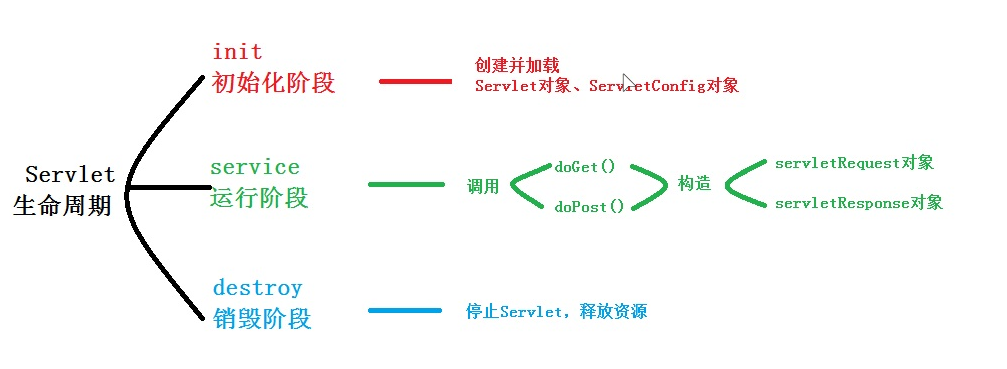 Servlet
生命周期
init
初始化阶段
创建并加载
Servlet对象、ServletConfig对象
service
运行阶段
调用
doGet()
doPost()
构造
servletRequest对象
servletResponse对象
destroy
销毁阶段
停止Servlet，释放资源